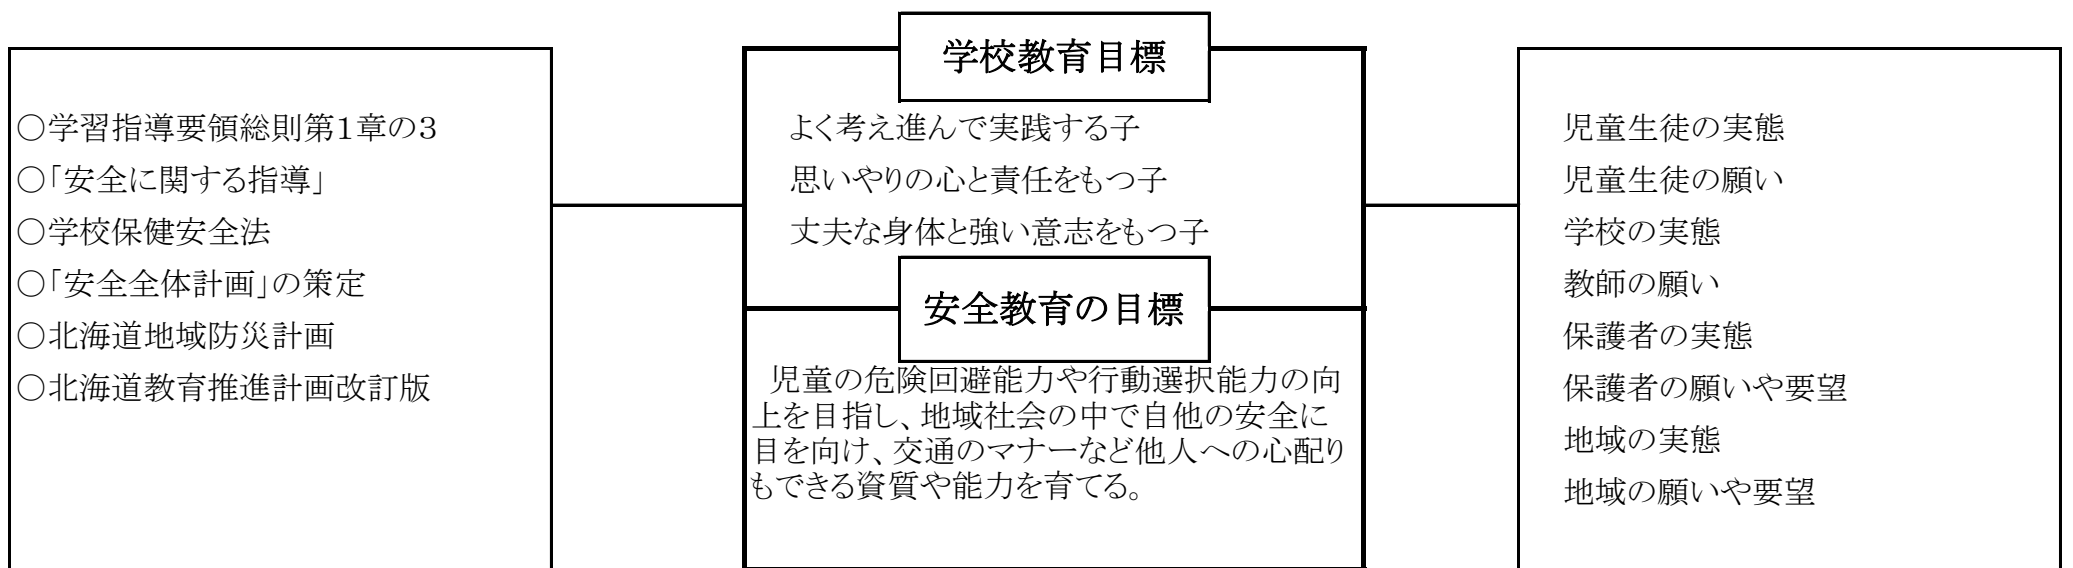 ○学習指導要領総則第1章の3
○「安全に関する指導」
○学校保健安全法
○「安全全体計画」の策定
○北海道地域防災計画
○北海道教育推進計画改訂版
学校教育目標
よく考え進んで実践する子
思いやりの心と責任をもつ子
丈夫な身体と強い意志をもつ子
安全教育の目標
児童の危険回避能力や行動選択能力の向
上を目指し、地域社会の中で自他の安全に
目を向け、交通のマナーなど他人への心配り
もできる資質や能力を育てる。
児童生徒の実態
児童生徒の願い
学校の実態
教師の願い
保護者の実態
保護者の願いや要望
地域の実態
地域の願いや要望